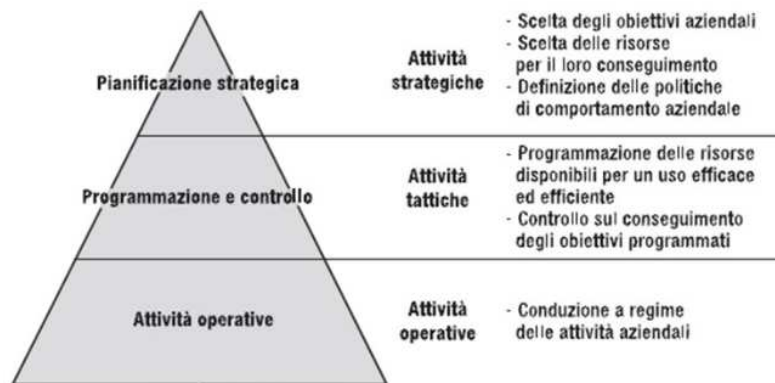 Pianificazione strategica
Attività
strategiche
- Scelta degli obiettivi aziendali
- Scelta delle risorse
per il loro conseguimento
- Definizione delle politiche
di comportamento aziendale
Programmazione e controllo
Attività
tattiche
- Programmazione delle risorse
disponibili per un uso efficace
ed efficiente
- Controllo sul conseguimento
degli obiettivi programmati
Attività operative
Attività
operative
- Conduzione a regime
delle attività aziendali